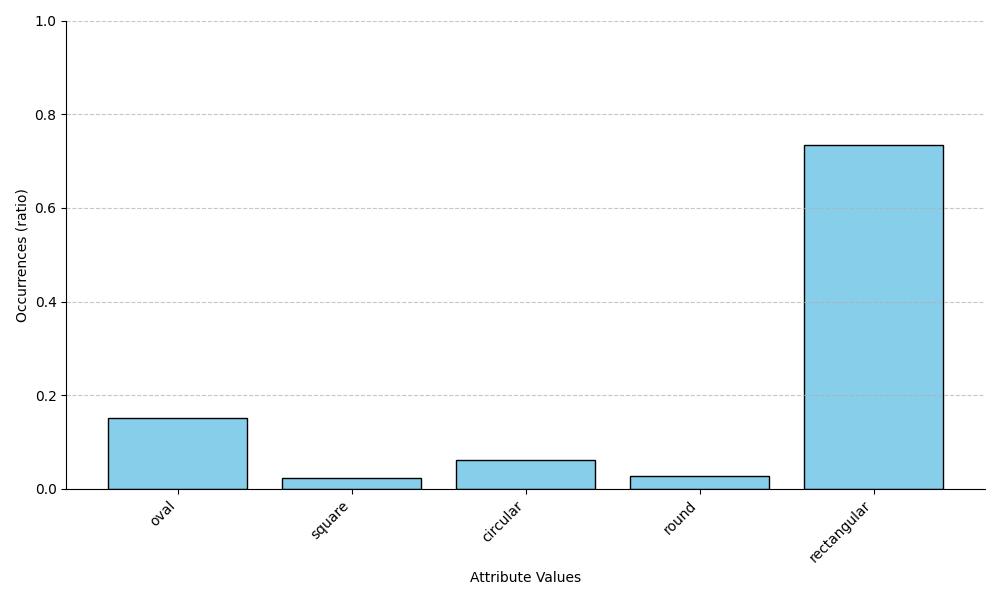 1.0
0.8
0.6
0.4
0.2
0.0
Occurrences (ratio)
oval
square
circular
round
rectangular
Attribute Values